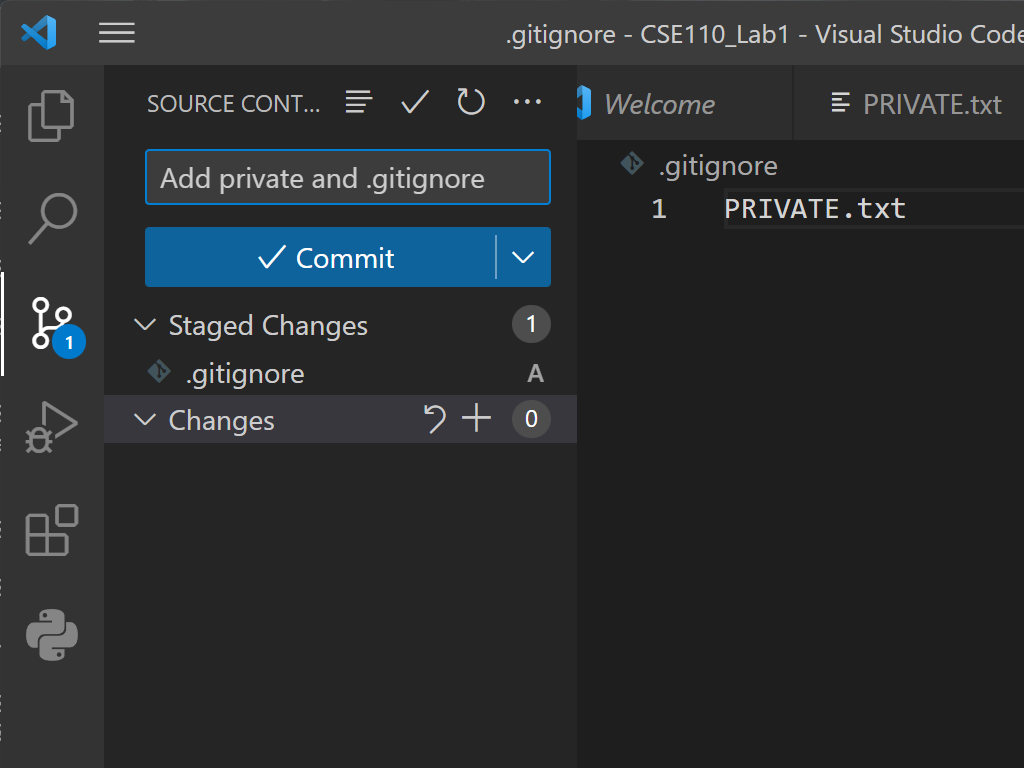 .gitignore - CSE110_Lab1 - Visual Studio Code
SOURCE CONT...
Welcome
PRIVATE.txt
Add private and .gitignore
.gitignore
1 PRIVATE.txt
Commit
Staged Changes 1
.gitignore A
1
Changes 0